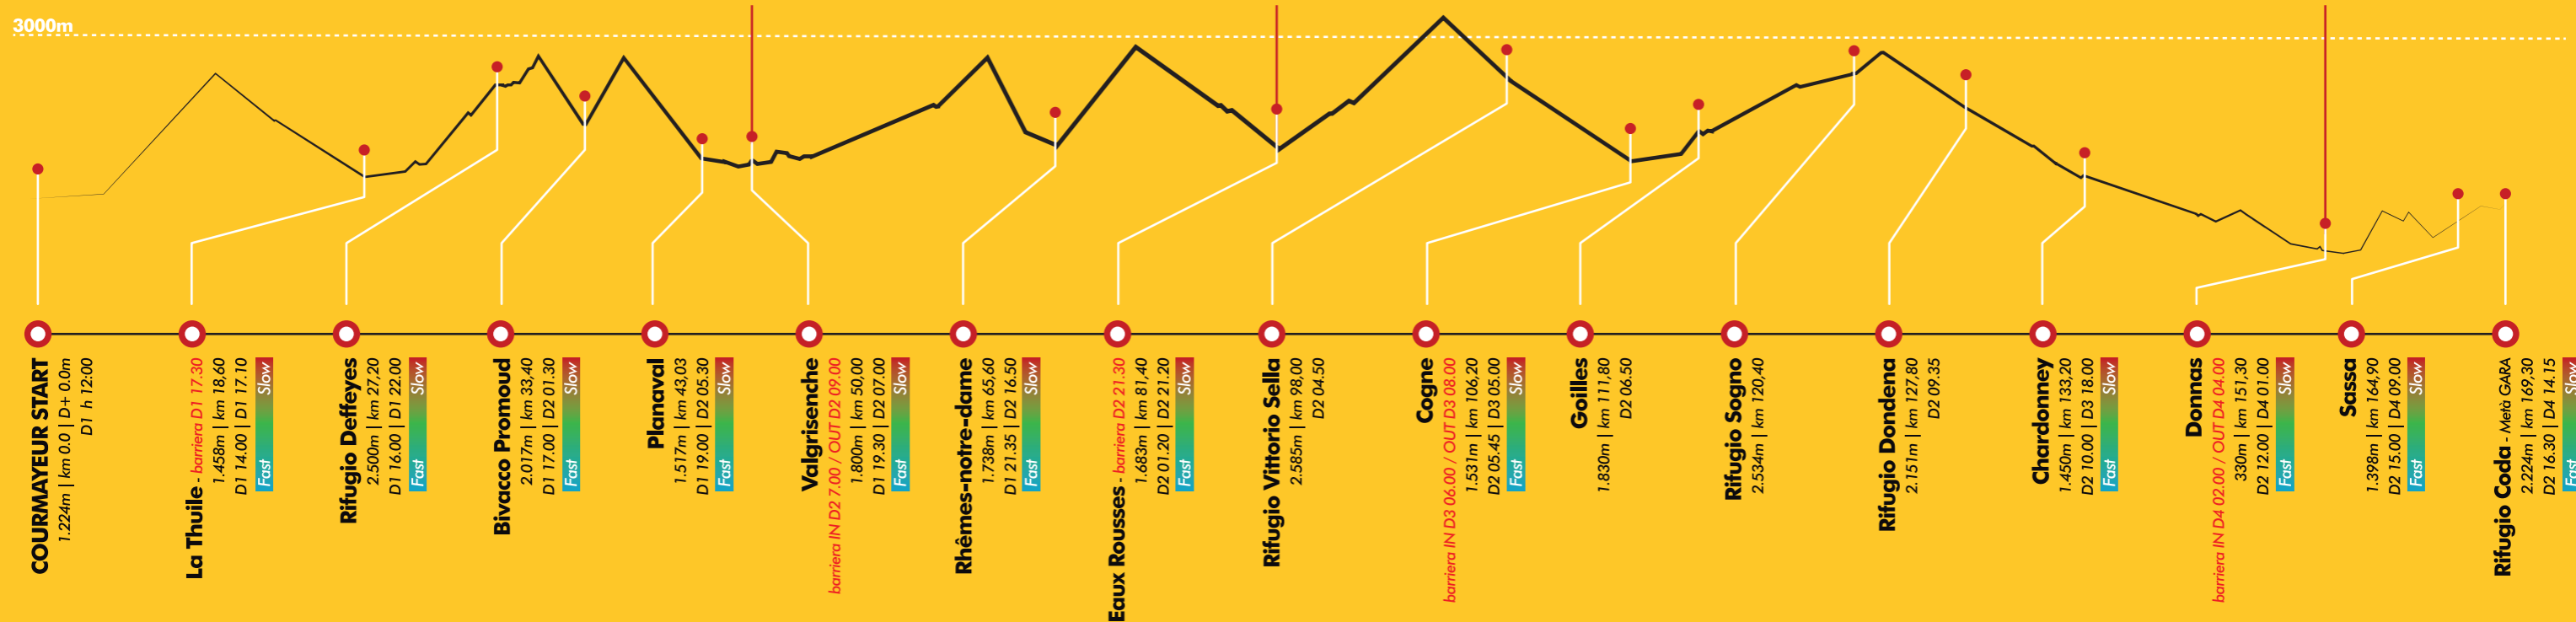 3000m
COURMAYEUR START
1.224m | km 0.0 | D+ 0.0m
D1 h 12:00
La Thuile - barriera D1 17.30
1.458m | km 18,60
D1 14.00 | D1 17.10
Fast Slow
Rifugio Deffeyes
2.500m | km 27,20
D1 16.00 | D1 22.00
Fast Slow
Bivacco Promoud
2.017m | km 33,40
D1 17.00 | D2 01.30
Fast Slow
Planaval
1.517m | km 43,03
D1 19.00 | D2 05.30
Fast Slow
Valgrisenche
barriera IN D2 7.00 / OUT D2 09.00
1.800m | km 50,00
D1 19.30 | D2 07.00
Fast Slow
Rhêmes-notre-dame
1.738m | km 65,60
D1 21.35 | D2 16.50
Fast Slow
Eaux Rousses - barriera D2 21.30
1.683m | km 81,40
D2 01.20 | D2 21.20
Fast Slow
Rifugio Vittorio Sella
2.585m | km 98,00
D2 04.50
Cogne
barriera IN D3 06.00 / OUT D3 08.00
1.531m | km 106,20
D2 05.45 | D3 05.00
Fast Slow
Goilles
1.830m | km 111,80
D2 06.50
Rifugio Sogno
2.534m | km 120,40
Rifugio Dondena
2.151m | km 127,80
D2 09.35
Chardonney
1.450m | km 133,20
D2 10.00 | D3 18.00
Fast Slow
Donnas
barriera IN D4 02.00 / OUT D4 04.00
330m | km 151,30
D2 12.00 | D4 01.00
Fast Slow
Sassa
1.398m | km 164,90
D2 15.00 | D4 09.00
Fast Slow
Rifugio Coda - Metà GARA
2.224m | km 169,30
D2 16.30 | D4 14.15
Fast Slow